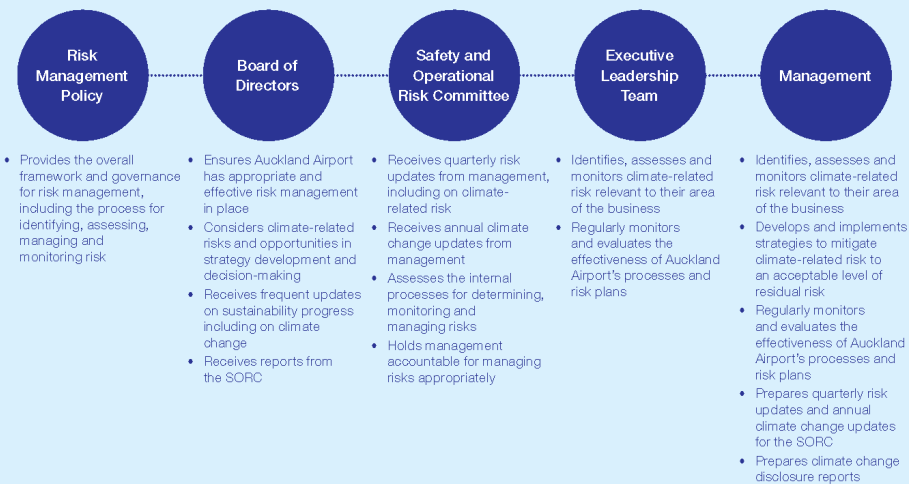 Risk
Management
Policy
• Provides the overall
framework and governance
for risk management,
including the process for
identifying, assessing,
managing and
monitoring risk
Board of
Directors
• Ensures Auckland Airport
has appropriate and
effective risk management
in place
• Considers climate-related
risks and opportunities in
strategy development and
decision-making
• Receives frequent updates
on sustainability progress
including on climate
change
• Receives reports from
the SORC
Safety and
Operational
Risk Committee
• Receives quarterly risk
updates from management,
including on climate-
related risk
• Receives annual climate
change updates from
management
• Assesses the internal
processes for determining,
monitoring and
managing risks
• Holds management
accountable for managing
risks appropriately
Executive
Leadership
Team
• Identifies, assesses and
monitors climate-related
risk relevant to their area
of the business
• Regularly monitors
and evaluates the
effectiveness of Auckland
Airport's processes and
risk plans
Management
• Identifies, assesses and
monitors climate-related
risk relevant to their area
of the business
• Develops and implements
strategies to mitigate
climate-related risk to
an acceptable level of
residual risk
• Regularly monitors
and evaluates the
effectiveness of Auckland
Airport's processes and
risk plans
• Prepares quarterly risk
updates and annual
climate change updates
for the SORC
• Prepares climate change
disclosure reports